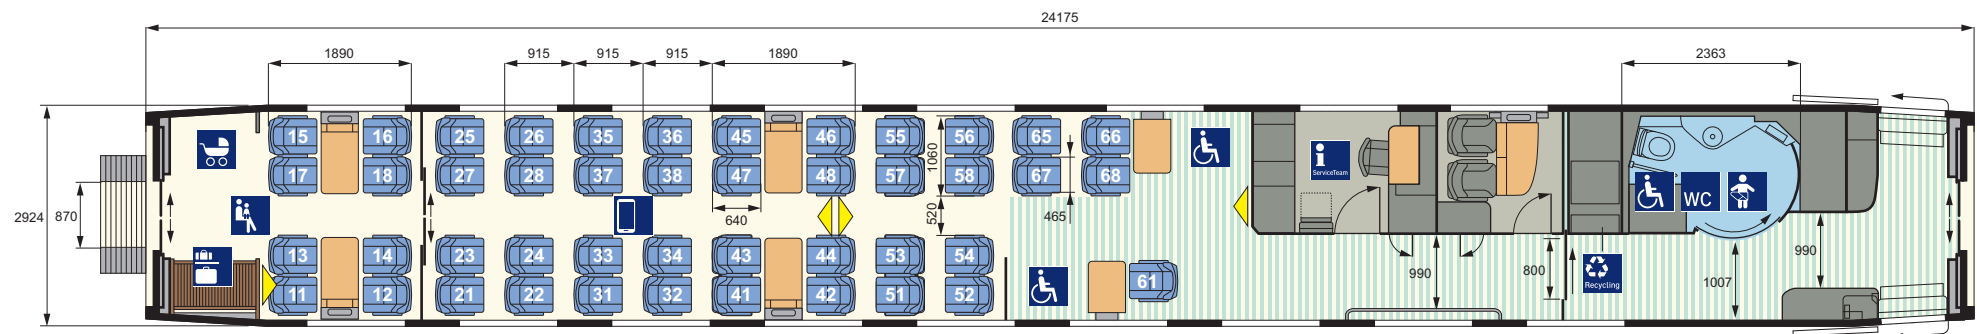 24175
1890 915 915 915 1890 2363
15 16 25 26 35 36 45 46 55 56 65 66
1060
17 18 27 28 37 38 47 48 57 58 67 68
i
ServiceTeam
WC
2924 870 640 520 465
13 14 23 24 33 34 43 44 53 54
990 800 990
11 12 21 22 31 32 41 42 51 52 61
Recycling
1007